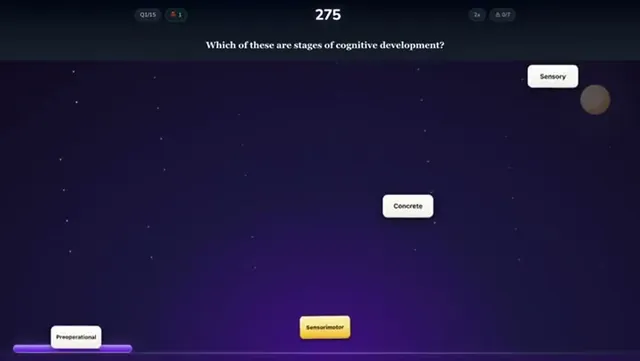 Q1/15
1
275
2x
0/7
Which of these are stages of cognitive development?
Sensory
Concrete
Sensorimotor
Preoperational